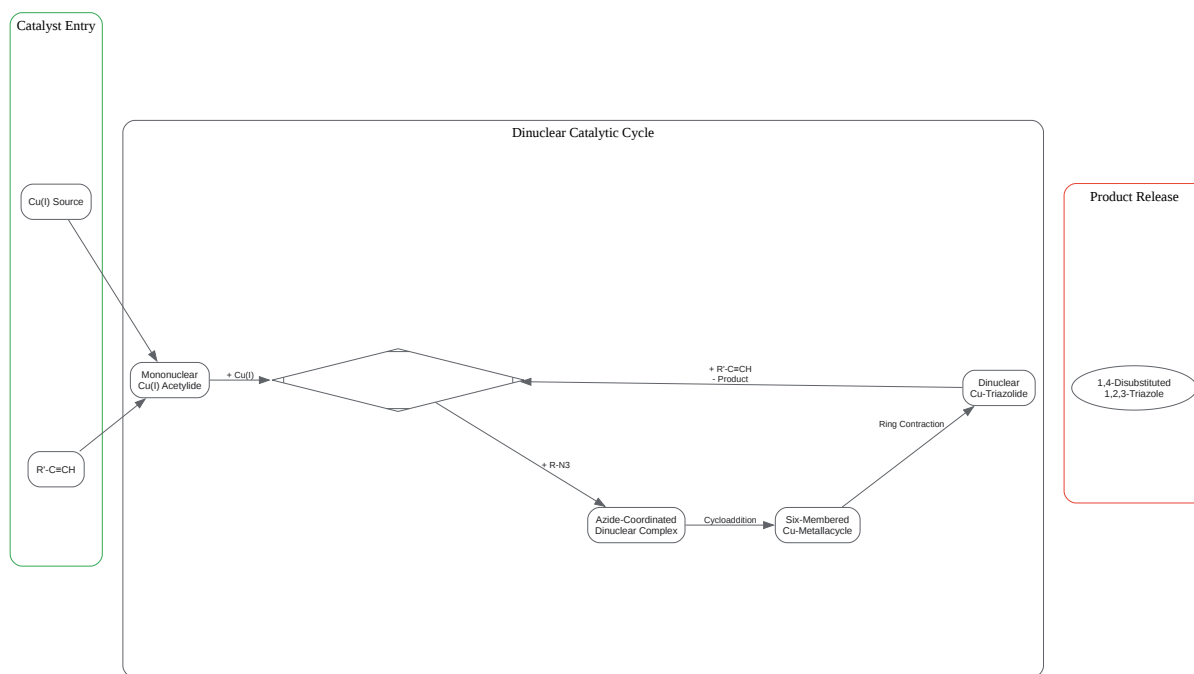 Catalyst Entry
Cu(I) Source
R'-C≡CH
Dinuclear Catalytic Cycle
Mononuclear
Cu(I) Acetylide
+ Cu(I)
+ R'-C≡CH
- Product
Dinuclear
Cu-Triazolide
Ring Contraction
+ R-N3
Azide-Coordinated
Dinuclear Complex
Cycloaddition
Six-Membered
Cu-Metallacycle
Product Release
1,4-Disubstituted
1,2,3-Triazole